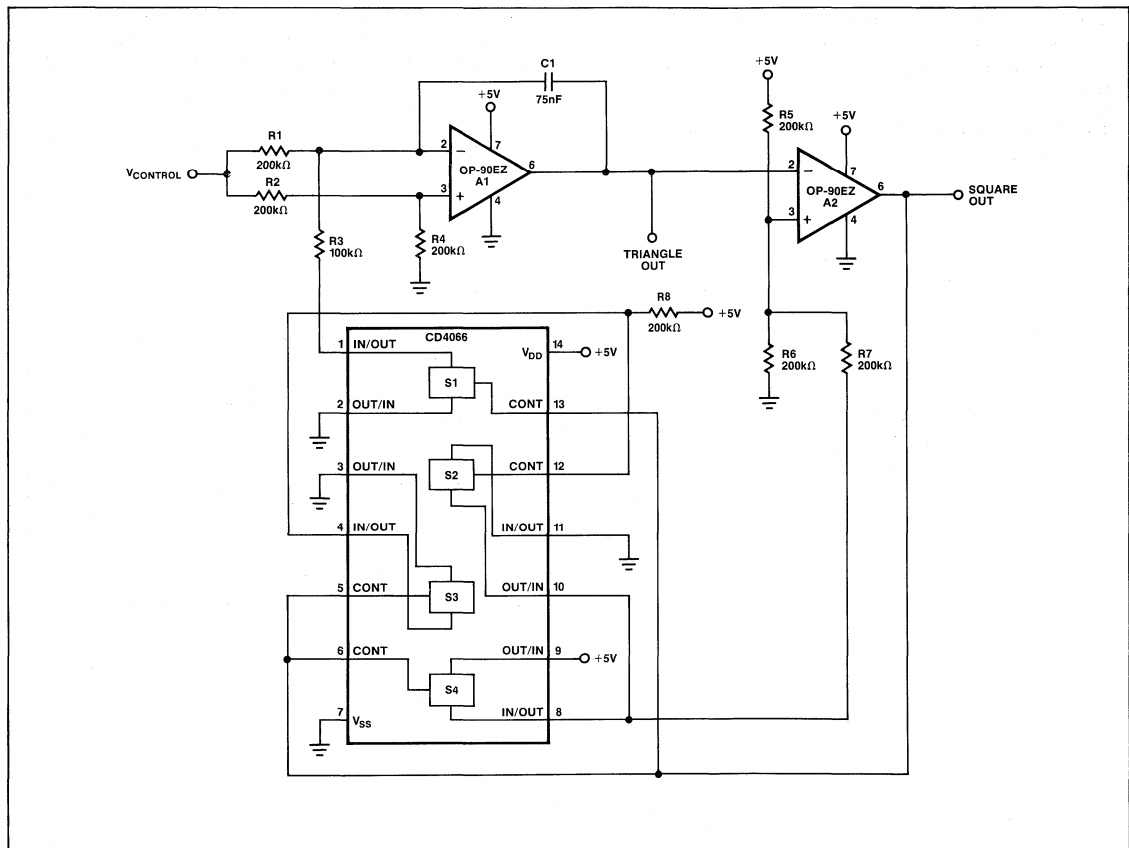 C1
75nF
+5V
R1
200kΩ
2
−
7
OP-90EZ
A1
6
VCONTROL
R2
200kΩ
3
+
4
R3
100kΩ
R4
200kΩ
TRIANGLE
OUT
+5V
R5
200kΩ
+5V
2
−
7
OP-90EZ
A2
6
SQUARE
OUT
3
+
4
R8
200kΩ
+5V
R6
200kΩ
R7
200kΩ
CD4066
1 IN/OUT
VDD 14
+5V
S1
2 OUT/IN
CONT 13
3 OUT/IN
S2
CONT 12
4 IN/OUT
IN/OUT 11
5 CONT
S3
OUT/IN 10
6 CONT
OUT/IN 9
+5V
S4
7 VSS
IN/OUT 8